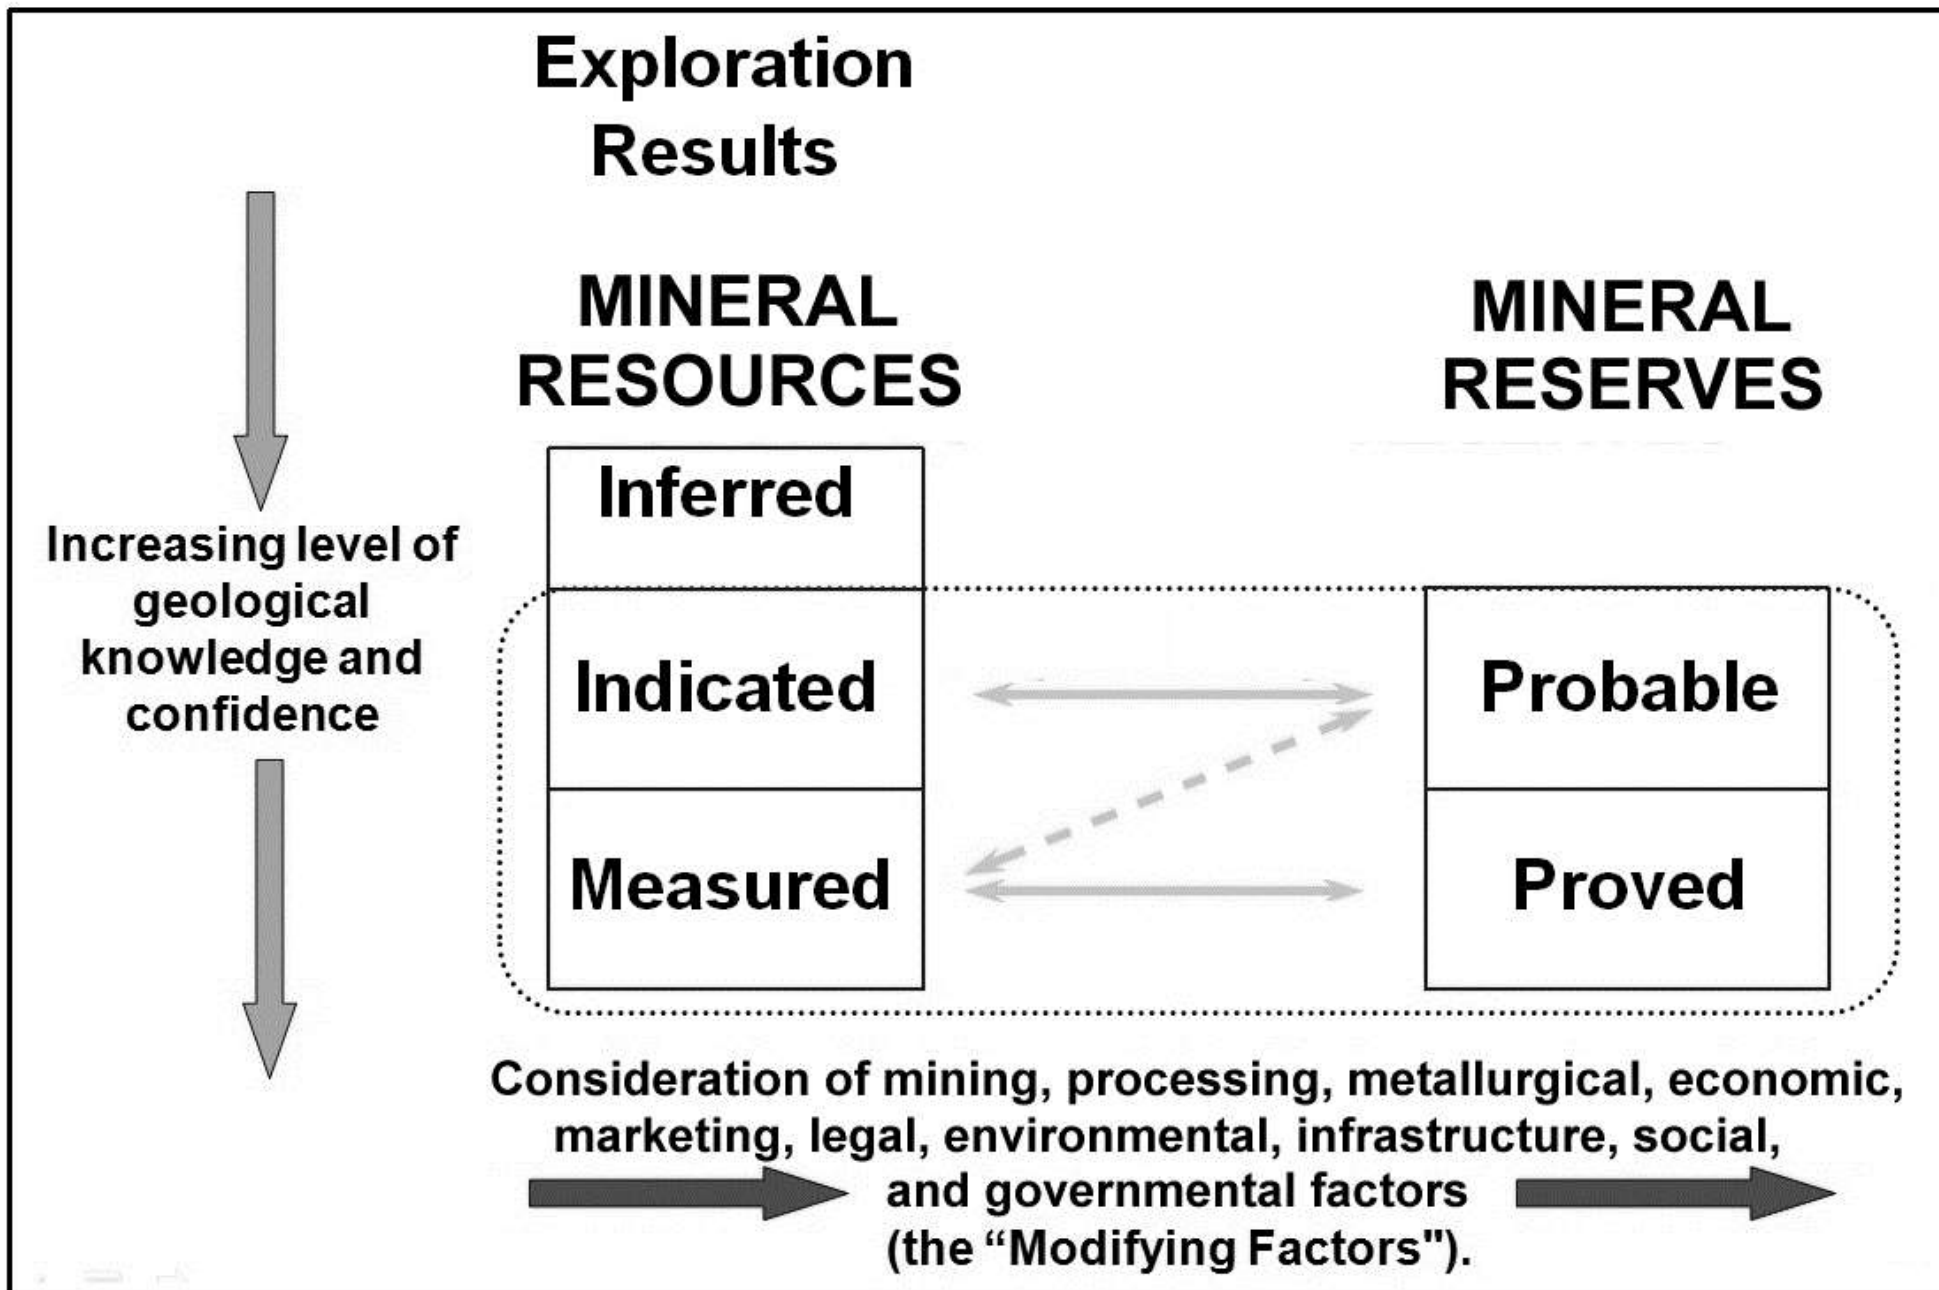 Exploration
Results
MINERAL
RESOURCES
MINERAL
RESERVES
Inferred
Increasing level of
geological
knowledge and
confidence
Indicated
Probable
Measured
Proved
Consideration of mining, processing, metallurgical, economic,
marketing, legal, environmental, infrastructure, social,
and governmental factors
(the “Modifying Factors").